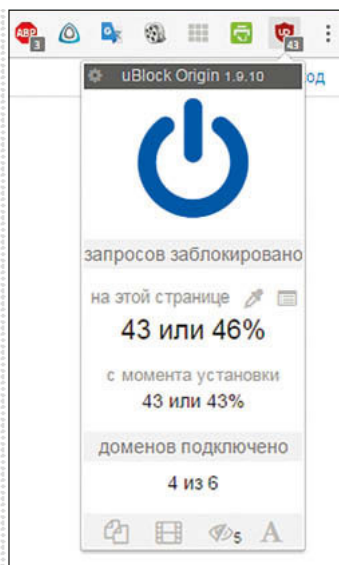 ABP
3
43
uBlock Origin 1.9.10
од
запросов заблокировано
на этой странице
43 или 46%
с момента установки
43 или 43%
доменов подключено
4 из 6
5
A